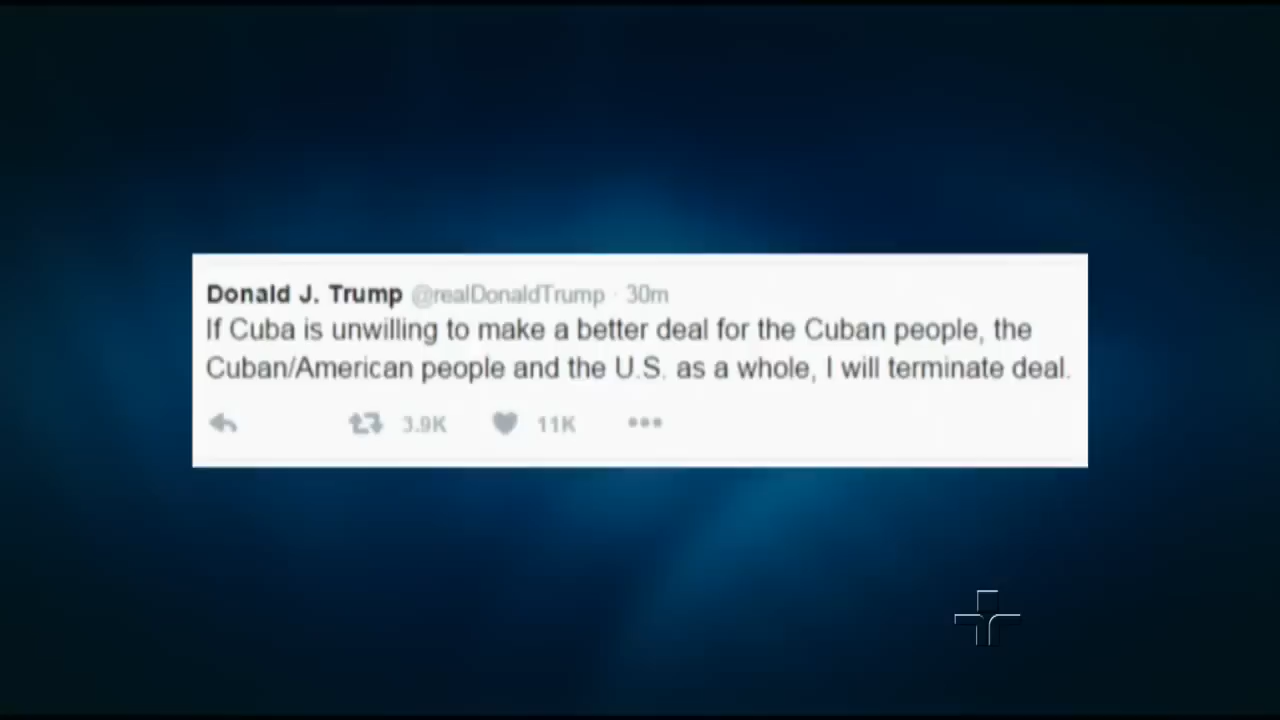 Donald J. Trump @realDonaldTrump · 30m
If Cuba is unwilling to make a better deal for the Cuban people, the
Cuban/American people and the U.S. as a whole, I will terminate deal.
3.9K 11K